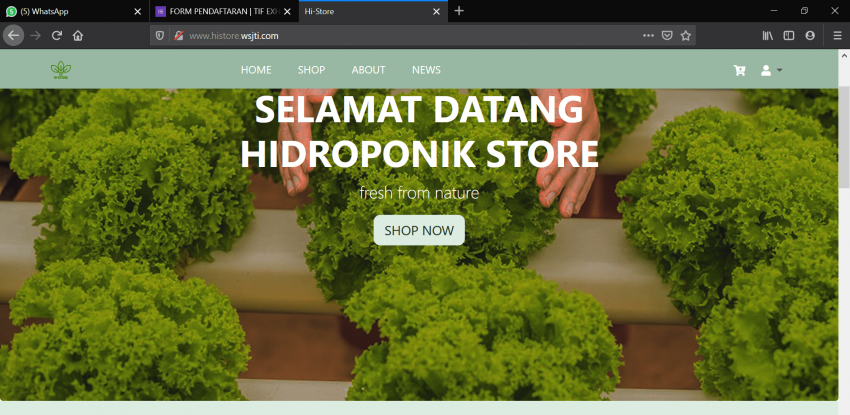 (5) WhatsApp
FORM PENDAFTARAN | TIF EXH
Hi-Store
www.histore.wsjti.com
HOME SHOP ABOUT NEWS
SELAMAT DATANG
HIDROPONIK STORE
fresh from nature
SHOP NOW